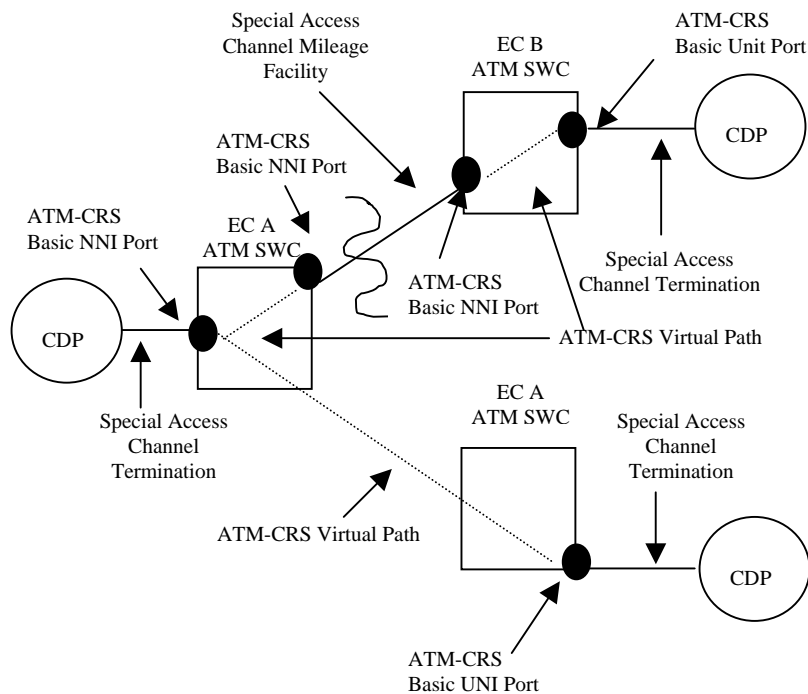 Special Access
Channel Mileage
Facility
EC B
ATM SWC
ATM-CRS
Basic Unit Port
CDP
ATM-CRS
Basic NNI Port
ATM-CRS
Basic NNI Port
EC A
ATM SWC
CDP
ATM-CRS
Basic NNI Port
Special Access
Channel Termination
ATM-CRS Virtual Path
Special Access
Channel
Termination
EC A
ATM SWC
Special Access
Channel
Termination
ATM-CRS Virtual Path
CDP
ATM-CRS
Basic UNI Port